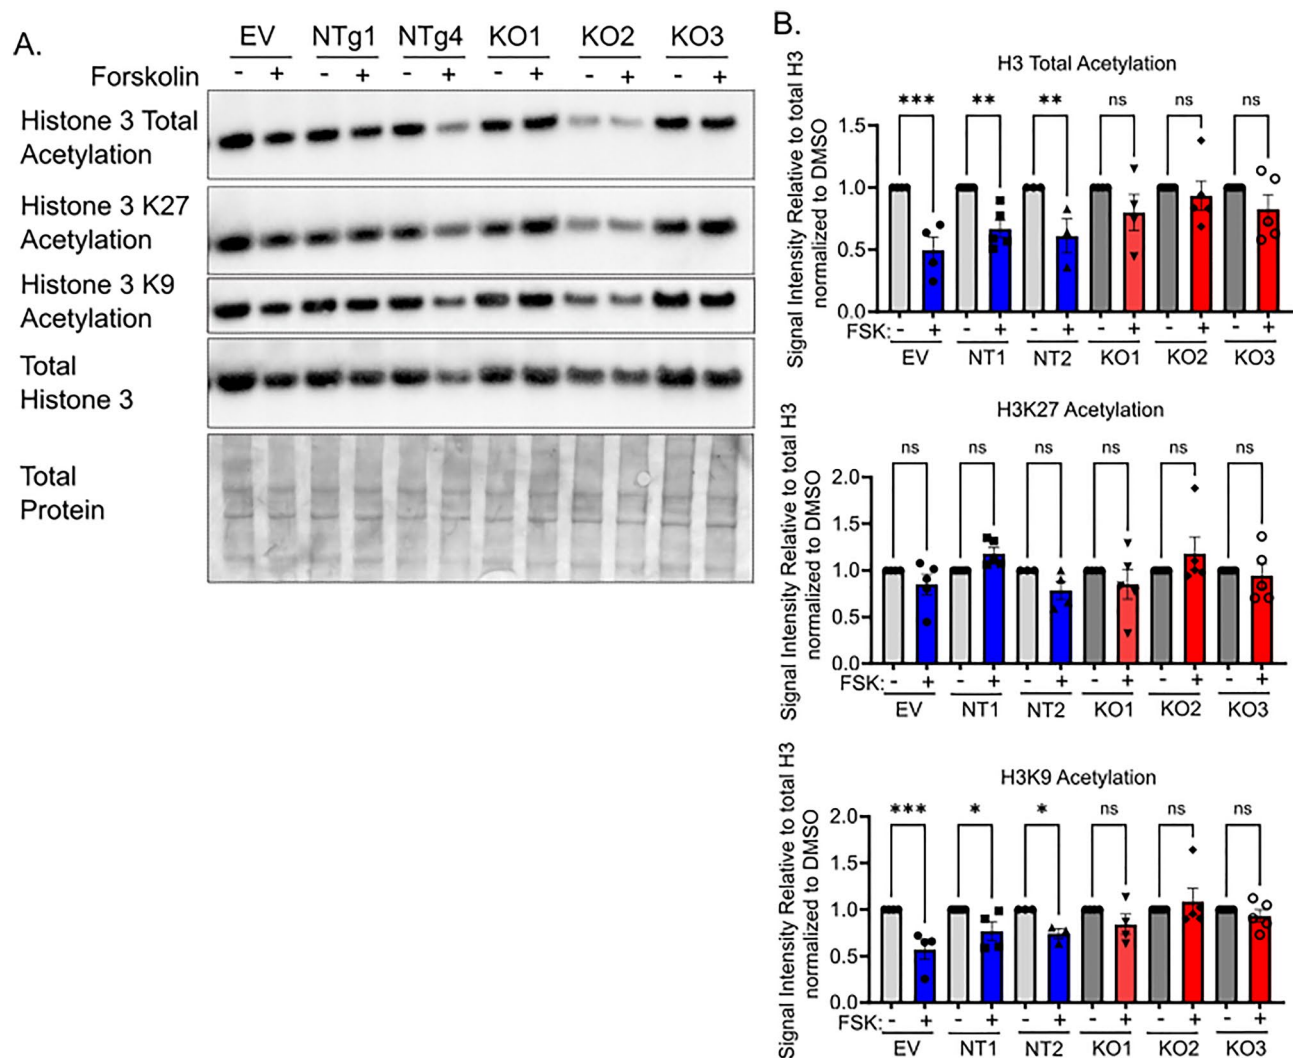 A.
EV NTg1 NTg4 KO1 KO2 KO3
Forskolin - + - + - + - + - + - +
Histone 3 Total
Acetylation
Histone 3 K27
Acetylation
Histone 3 K9
Acetylation
Total
Histone 3
Total
Protein
B.
H3 Total Acetylation
Signal Intensity Relative to total H3
normalized to DMSO
*** ** ** ns ns ns
1.5
1.0
0.5
0.0
FSK: - + - + - + - + - + - +
EV NT1 NT2 KO1 KO2 KO3
H3K27 Acetylation
Signal Intensity Relative to total H3
normalized to DMSO
ns ns ns ns ns ns
2.0
1.5
1.0
0.5
0.0
FSK: - + - + - + - + - + - +
EV NT1 NT2 KO1 KO2 KO3
H3K9 Acetylation
Signal Intensity Relative to total H3
normalized to DMSO
*** * * ns ns ns
2.0
1.5
1.0
0.5
0.0
FSK: - + - + - + - + - + - +
EV NT1 NT2 KO1 KO2 KO3